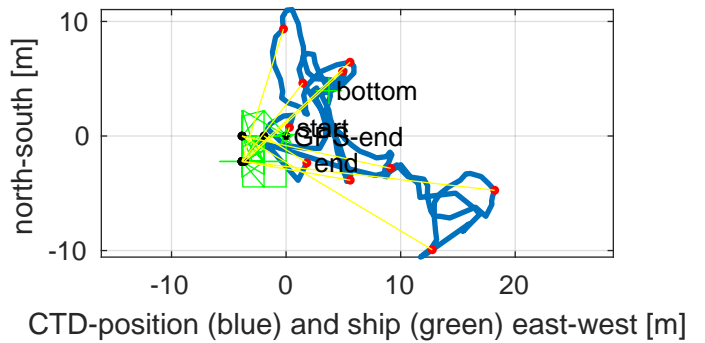 10
0
-10
north-south [m]
bottom
start
GPS-end
end
-10
0
10
20
CTD-position (blue) and ship (green) east-west [m]